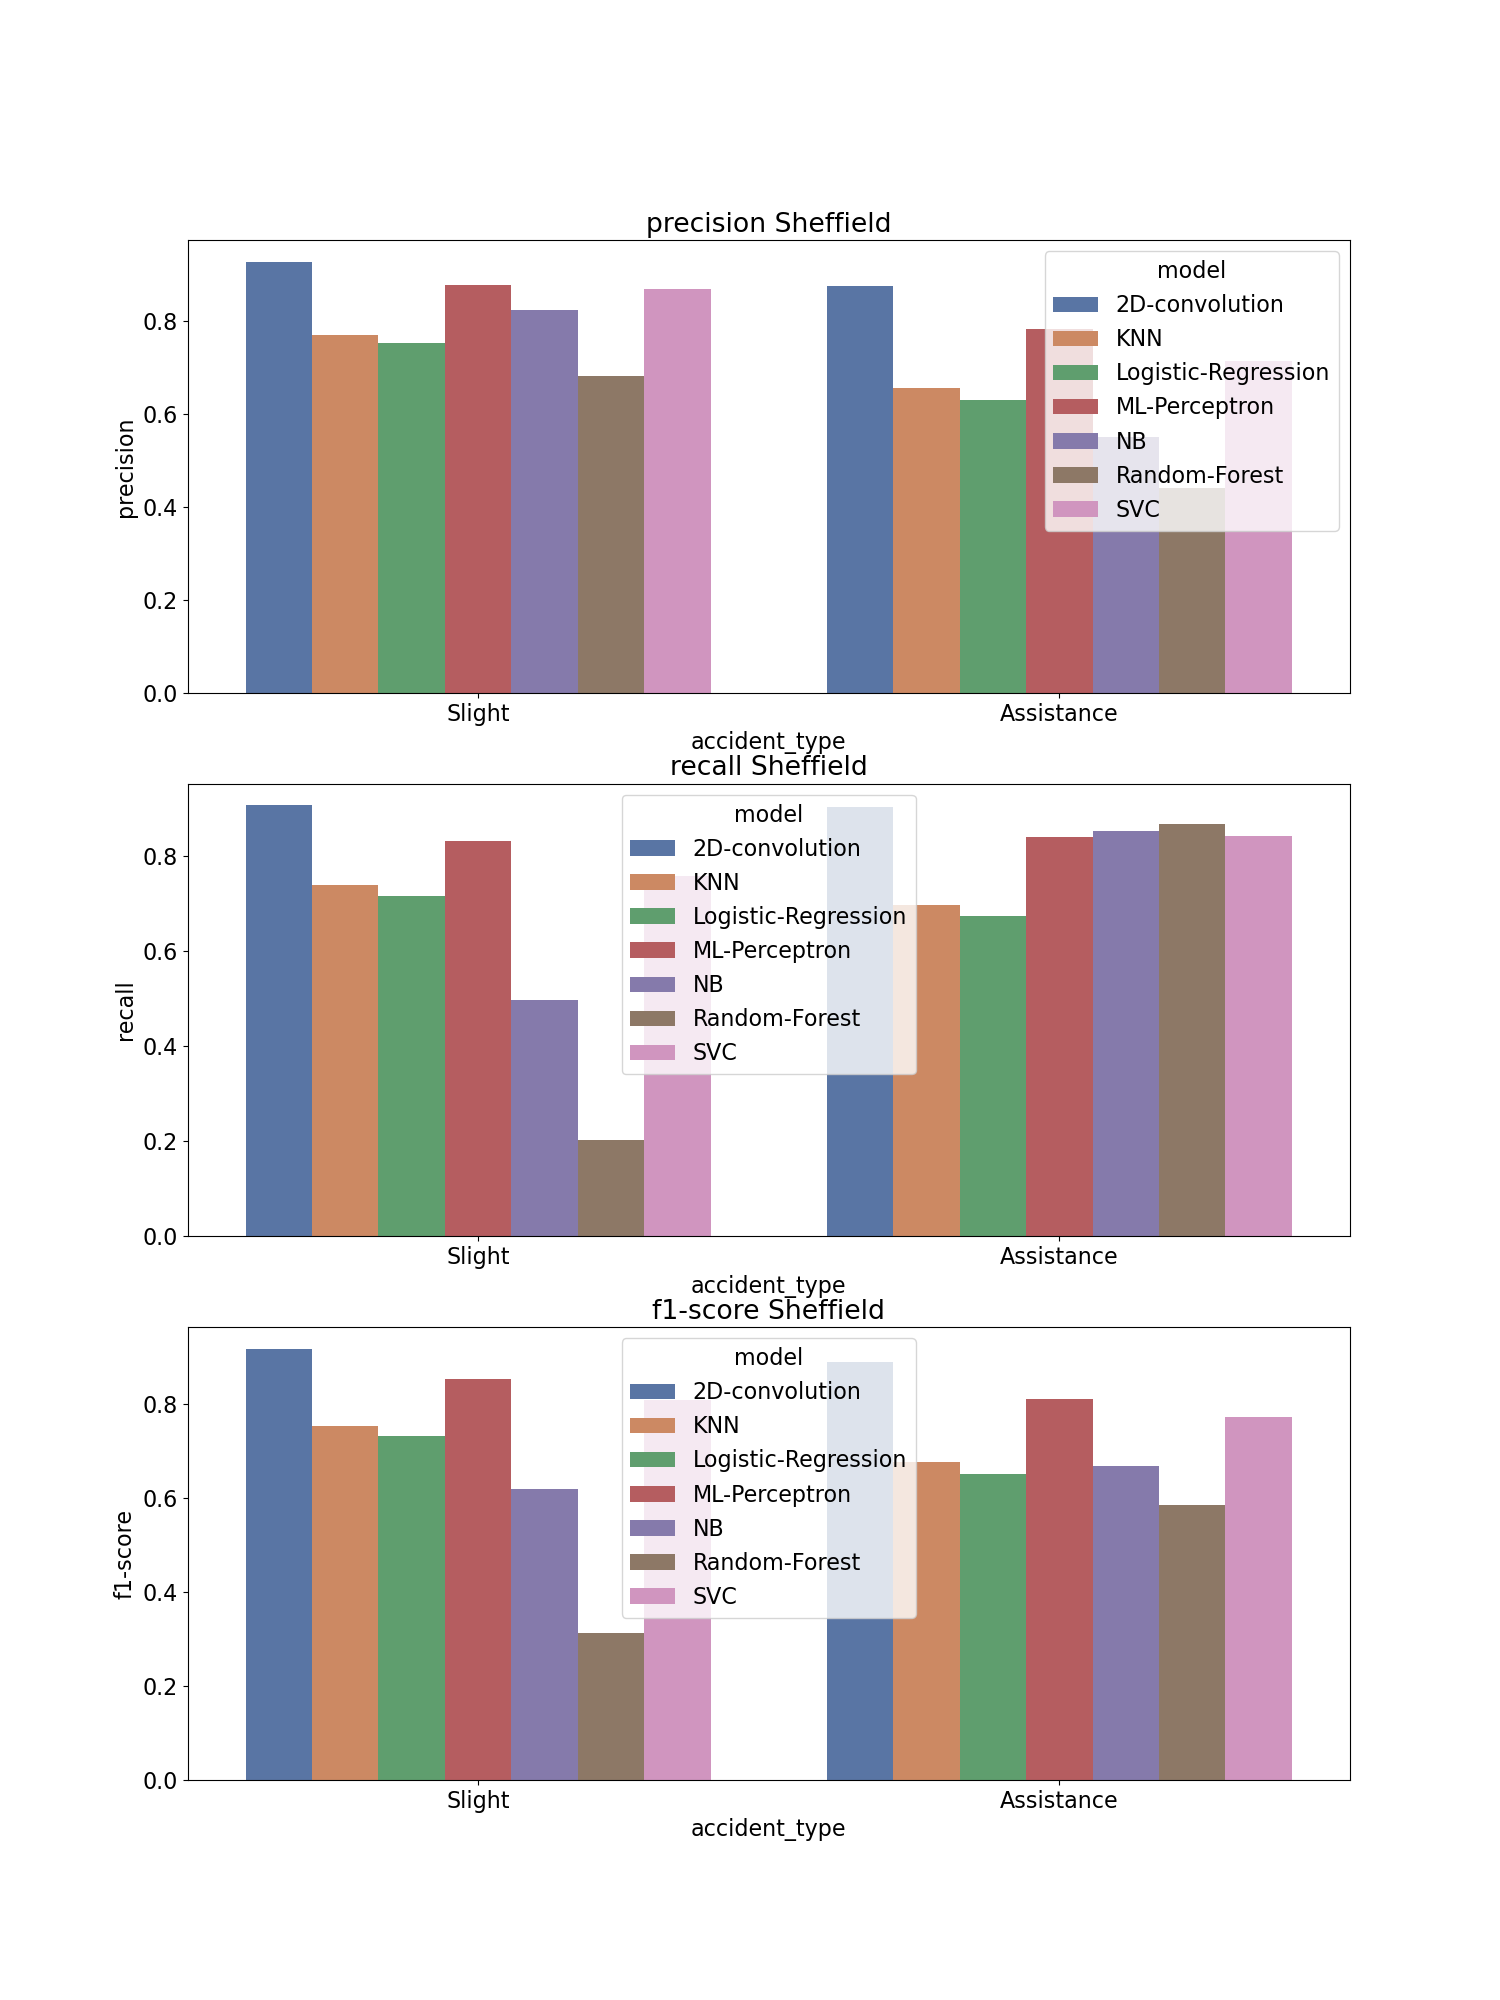 precision Sheffield
precision
0.8
0.6
0.4
0.2
0.0
model
2D-convolution
KNN
Logistic-Regression
ML-Perceptron
NB
Random-Forest
SVC
Slight
Assistance
accident_type
recall Sheffield
recall
0.8
0.6
0.4
0.2
0.0
model
2D-convolution
KNN
Logistic-Regression
ML-Perceptron
NB
Random-Forest
SVC
Slight
Assistance
accident_type
f1-score Sheffield
f1-score
0.8
0.6
0.4
0.2
0.0
model
2D-convolution
KNN
Logistic-Regression
ML-Perceptron
NB
Random-Forest
SVC
Slight
Assistance
accident_type